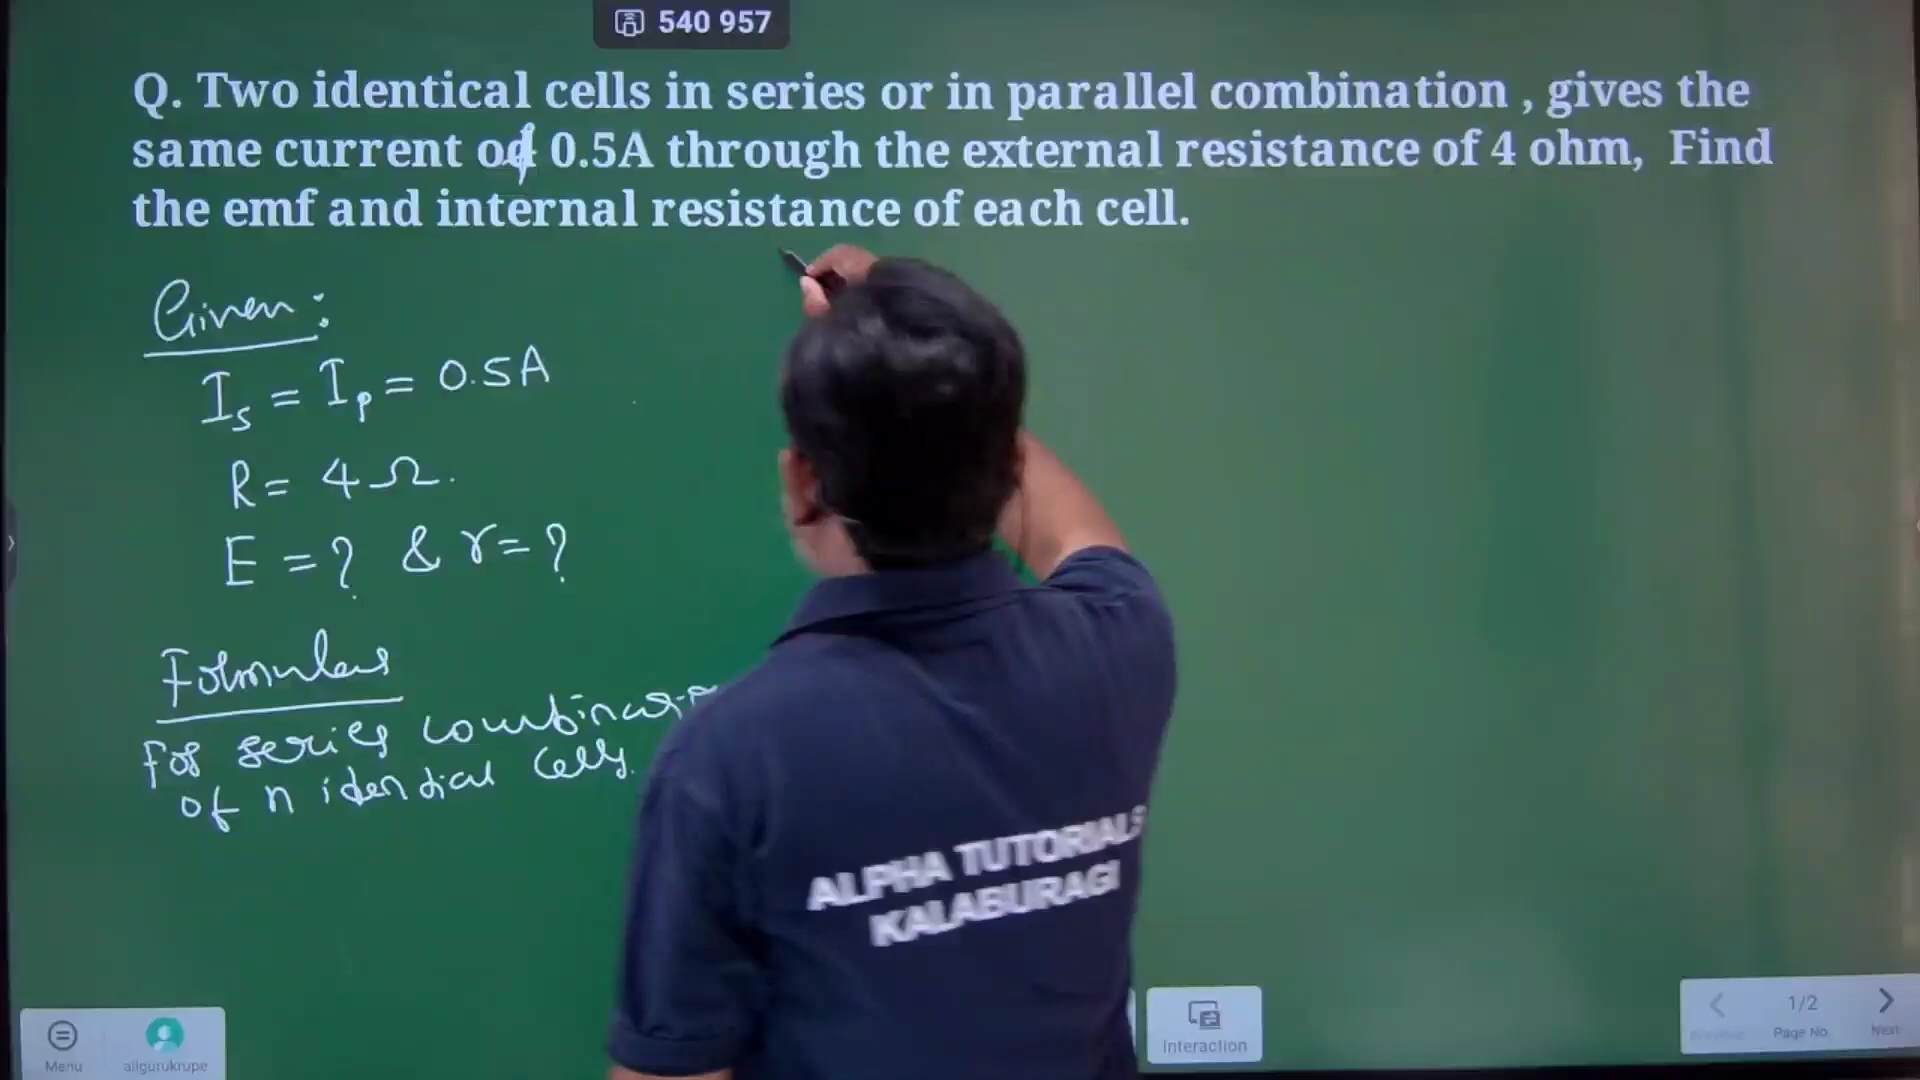 540 957
Q. Two identical cells in series or in parallel combination , gives the
same current of 0.5A through the external resistance of 4 ohm, Find
the emf and internal resistance of each cell.
Given:
Is = Ip = 0.5A
R = 4 Ω.
E = ? & r = ?
Formulas
For series
of n identical cells.
ALPHA TUTORIALS
KALABURAGI
Menu
allgurukrupe
Interaction
1/2
Page No.
Next